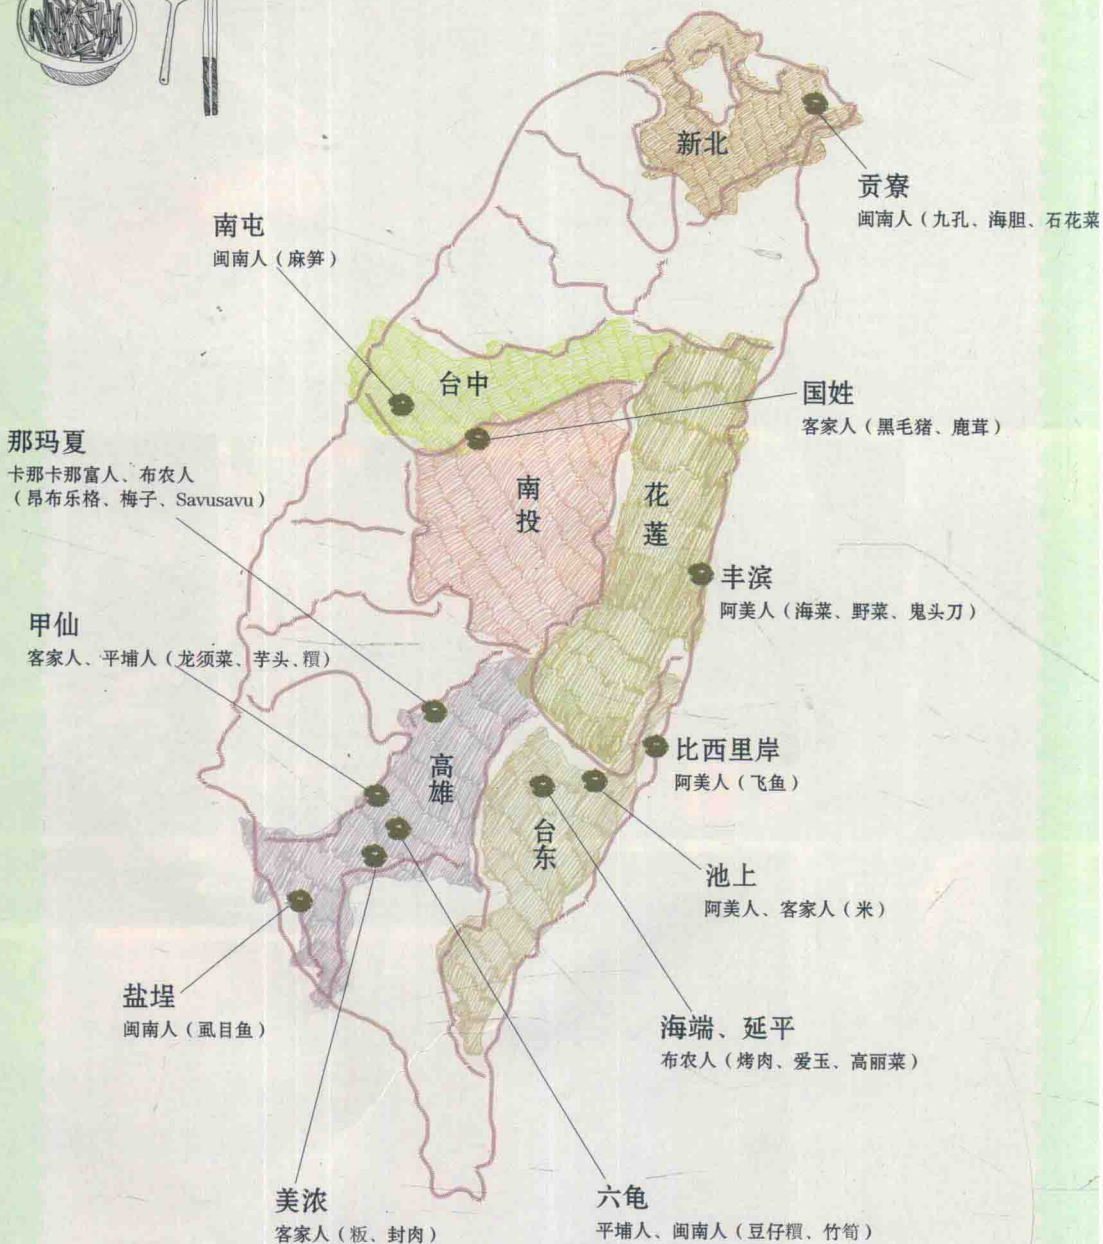 新北
贡寮
闽南人（九孔、海胆、石花菜
南屯
闽南人（麻笋）
台中
国姓
客家人（黑毛猪、鹿茸）
那玛夏
卡那卡那富人、布农人
（昂布乐格、梅子、Savusavu）
南投
花莲
丰滨
阿美人（海菜、野菜、鬼头刀）
甲仙
客家人、平埔人（龙须菜、芋头、糬）
高雄
比西里岸
阿美人（飞鱼）
台东
池上
阿美人、客家人（米）
盐埕
闽南人（虱目鱼）
海端、延平
布农人（烤肉、爱玉、高丽菜）
美浓
客家人（粄、封肉）
六龟
平埔人、闽南人（豆仔糬、竹筍）